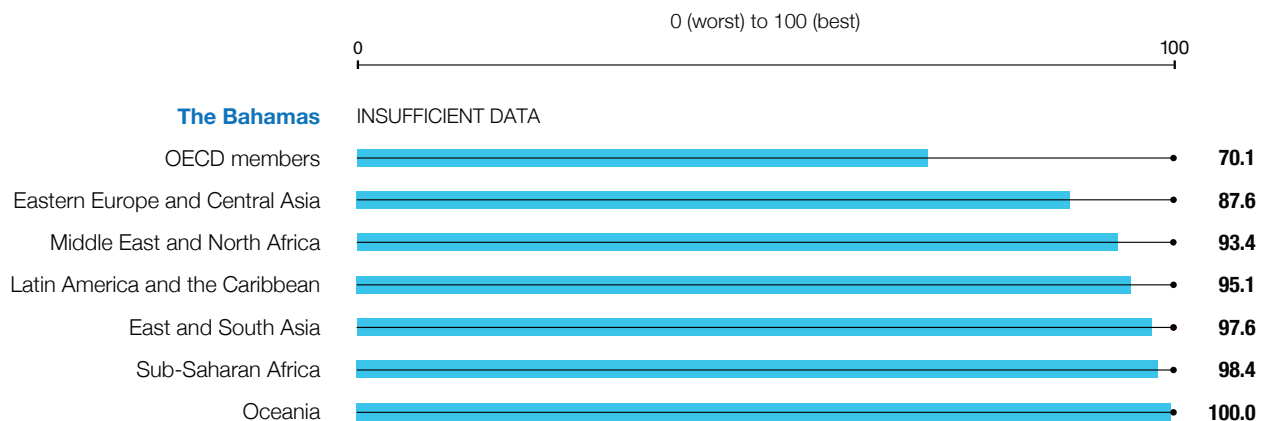 0 (worst) to 100 (best)
0 100
The Bahamas INSUFFICIENT DATA
OECD members 70.1
Eastern Europe and Central Asia 87.6
Middle East and North Africa 93.4
Latin America and the Caribbean 95.1
East and South Asia 97.6
Sub-Saharan Africa 98.4
Oceania 100.0